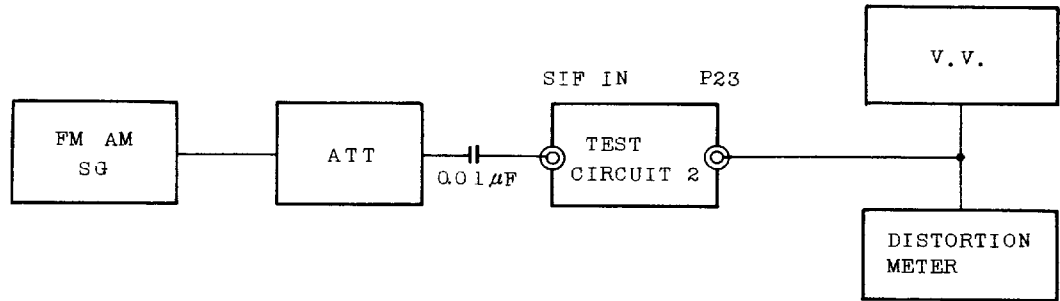 V.V.
SIF IN
P23
FM AM
SG
ATT
0.01μF
TEST
CIRCUIT 2
DISTORTION
METER